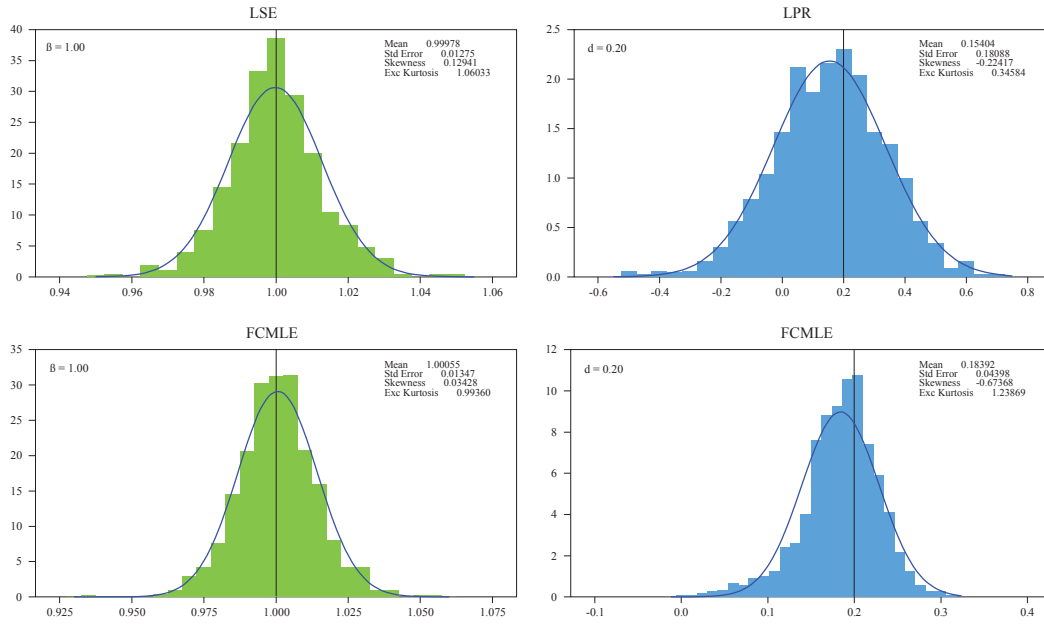 LSE
40
35
30
25
20
15
10
5
0
ß = 1.00
Mean 0.99978
Std Error 0.01275
Skewness 0.12941
Exc Kurtosis 1.06033
0.94 0.96 0.98 1.00 1.02 1.04 1.06
LPR
2.5
2.0
1.5
1.0
0.5
0.0
d = 0.20
Mean 0.15404
Std Error 0.18088
Skewness -0.22417
Exc Kurtosis 0.34584
-0.6 -0.4 -0.2 0.0 0.2 0.4 0.6 0.8
FCMLE
35
30
25
20
15
10
5
0
ß = 1.00
Mean 1.00055
Std Error 0.01347
Skewness 0.03428
Exc Kurtosis 0.99360
0.925 0.950 0.975 1.000 1.025 1.050 1.075
FCMLE
12
10
8
6
4
2
0
d = 0.20
Mean 0.18392
Std Error 0.04398
Skewness -0.67368
Exc Kurtosis 1.23869
-0.1 0.0 0.1 0.2 0.3 0.4